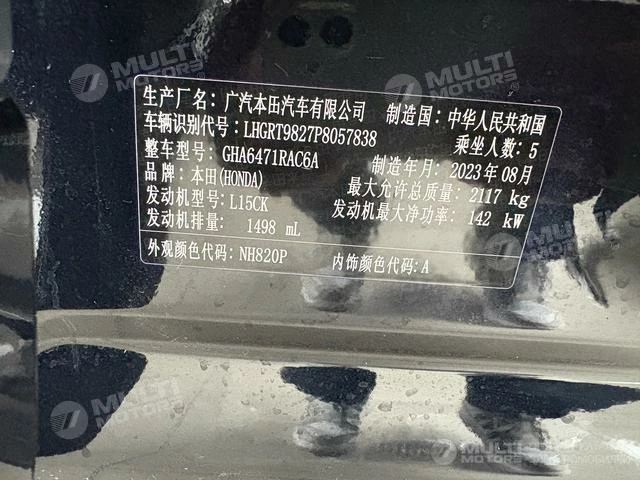 MULTI MOTORS
MULTI MOTORS
生产厂名：广汽本田汽车有限公司 制造国：中华人民共和国
车辆识别代号：LHGRT9827P8057838 乘坐人数：5
整车型号：GHA6471RAC6A 制造年月：2023年08月
品牌：本田(HONDA) 最大允许总质量：2117 kg
发动机型号：L15CK 发动机最大净功率：142 kW
发动机排量：1498 mL
外观颜色代码：NH820P 内饰颜色代码：A
MULTI MOTORS
MULTI MOTORS
MULTI MOTORS